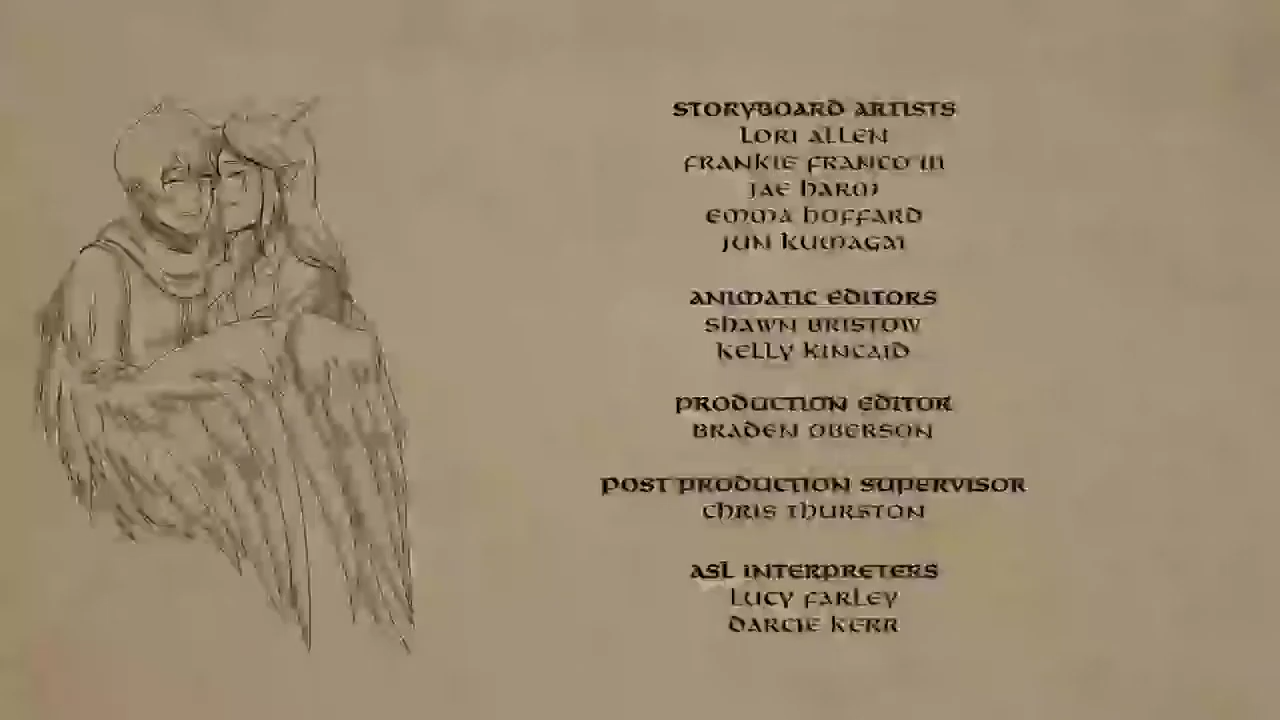 STORYBOARD ARTISTS
LORI ALLEN
FRANKIE FRANCO III
JAE HARM
EMMA HOFFARD
JUN KUMAGAI
ANIMATIC EDITORS
SHAWN BRISTOW
KELLY KINCAID
PRODUCTION EDITOR
BRADEN OBERSON
POST PRODUCTION SUPERVISOR
CHRIS THURSTON
ASL INTERPRETERS
LUCY FARLEY
DARCIE KERR